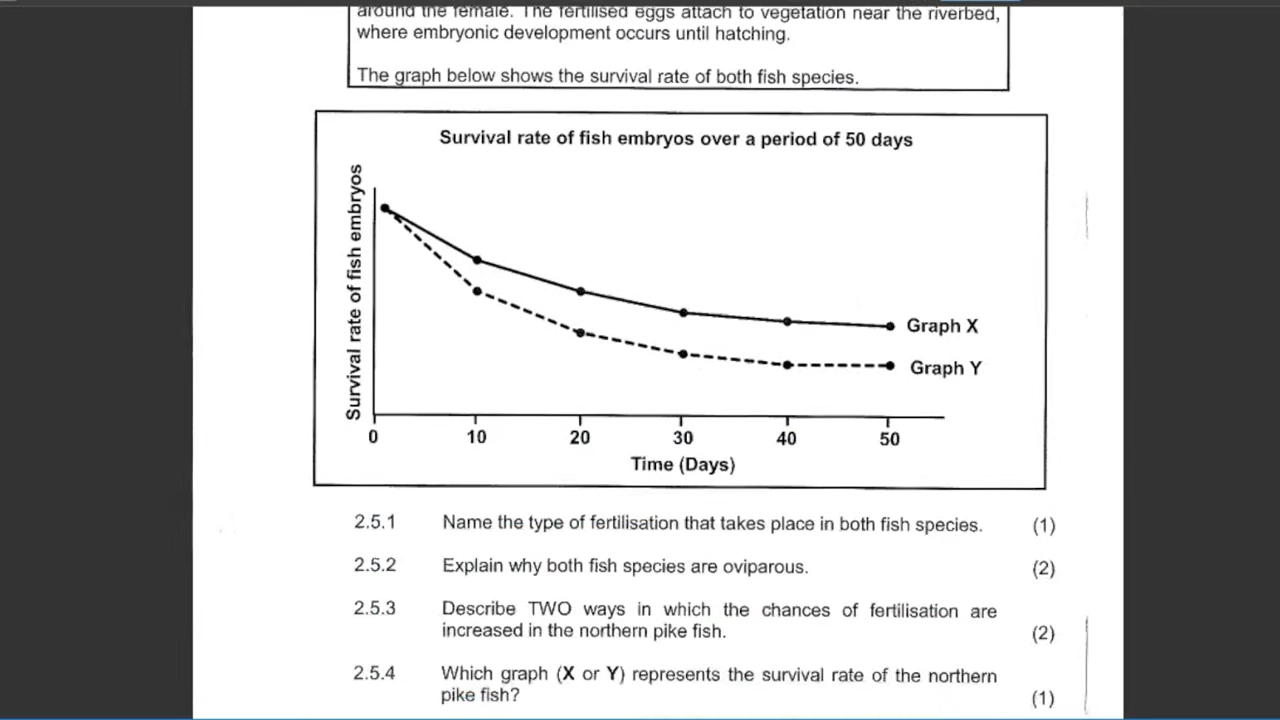 around the female. The fertilised eggs attach to vegetation near the riverbed,
where embryonic development occurs until hatching.
The graph below shows the survival rate of both fish species.
Survival rate of fish embryos over a period of 50 days
Survival rate of fish embryos
Graph X
Graph Y
0 10 20 30 40 50
Time (Days)
2.5.1 Name the type of fertilisation that takes place in both fish species. (1)
2.5.2 Explain why both fish species are oviparous. (2)
2.5.3 Describe TWO ways in which the chances of fertilisation are
increased in the northern pike fish. (2)
2.5.4 Which graph (X or Y) represents the survival rate of the northern
pike fish? (1)